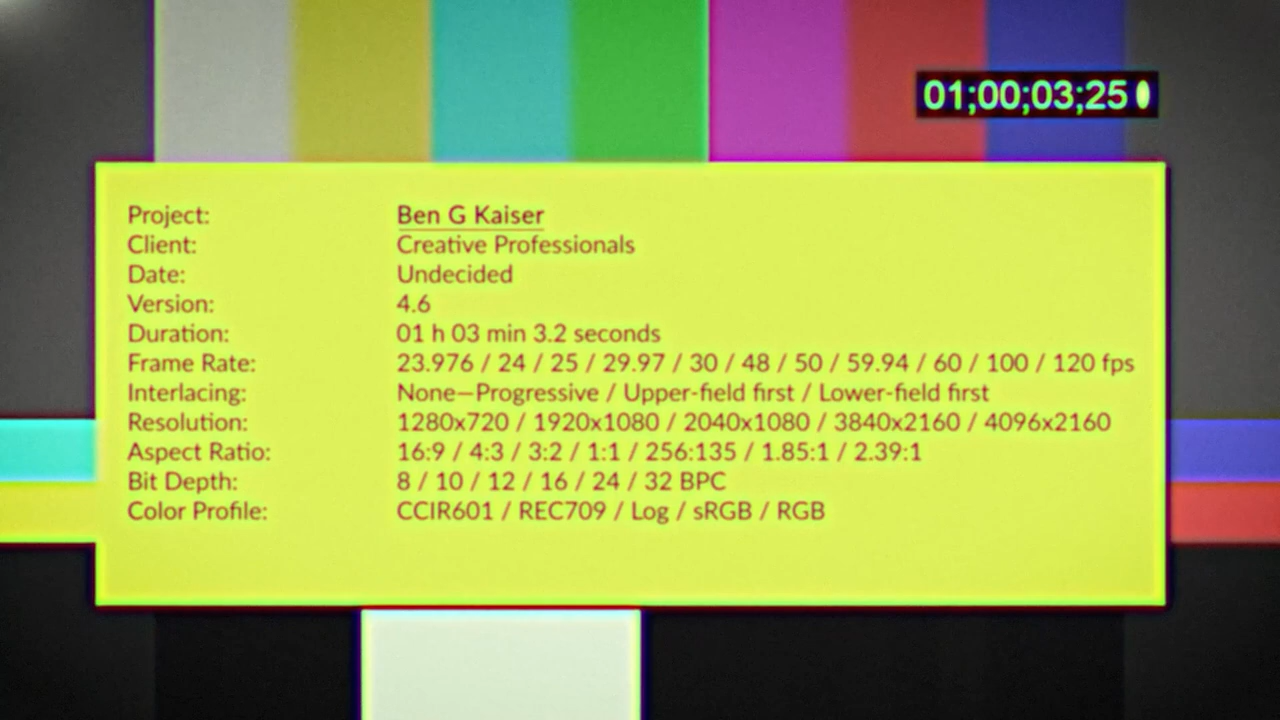 01;00;03;25
Project: Ben G Kaiser
Client: Creative Professionals
Date: Undecided
Version: 4.6
Duration: 01 h 03 min 3.2 seconds
Frame Rate: 23.976 / 24 / 25 / 29.97 / 30 / 48 / 50 / 59.94 / 60 / 100 / 120 fps
Interlacing: None—Progressive / Upper-field first / Lower-field first
Resolution: 1280x720 / 1920x1080 / 2040x1080 / 3840x2160 / 4096x2160
Aspect Ratio: 16:9 / 4:3 / 3:2 / 1:1 / 256:135 / 1.85:1 / 2.39:1
Bit Depth: 8 / 10 / 12 / 16 / 24 / 32 BPC
Color Profile: CCIR601 / REC709 / Log / sRGB / RGB